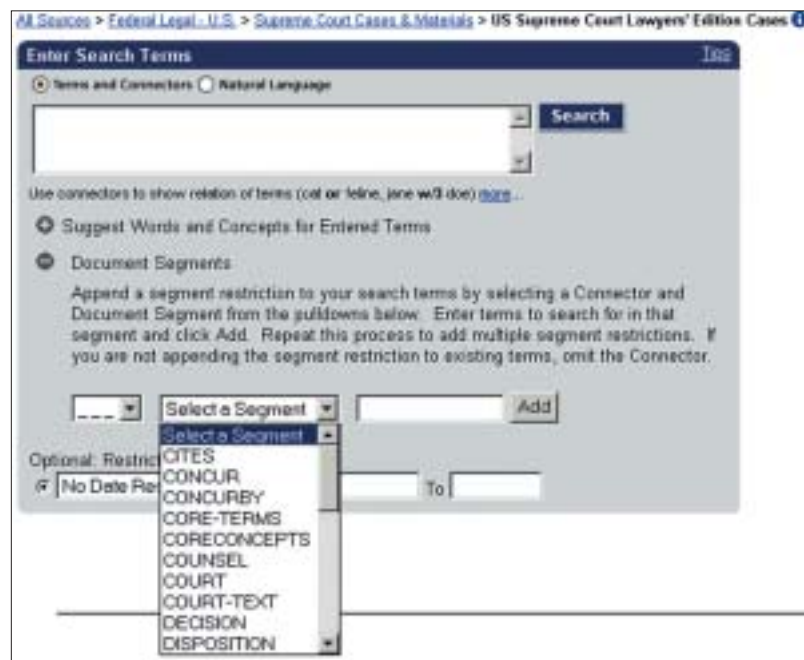 All Sources > Federal Legal - U.S. > Supreme Court Cases & Materials > US Supreme Court Lawyers' Edition Cases
Enter Search Terms Tips
Terms and Connectors Natural Language
Search
Use connectors to show relation of terms (cat or feline, jane w/3 doe) more...
Suggest Words and Concepts for Entered Terms
Document Segments
Append a segment restriction to your search terms by selecting a Connector and
Document Segment from the pulldowns below. Enter terms to search for in that
segment and click Add. Repeat this process to add multiple segment restrictions. If
you are not appending the segment restriction to existing terms, omit the Connector.
_ _ _ Select a Segment Add
Select a Segment
Optional: Restrict
CITES
CONCUR
No Date Res To
CONCURBY
CORE-TERMS
CORECONCEPTS
COUNSEL
COURT
COURT-TEXT
DECISION
DISPOSITION